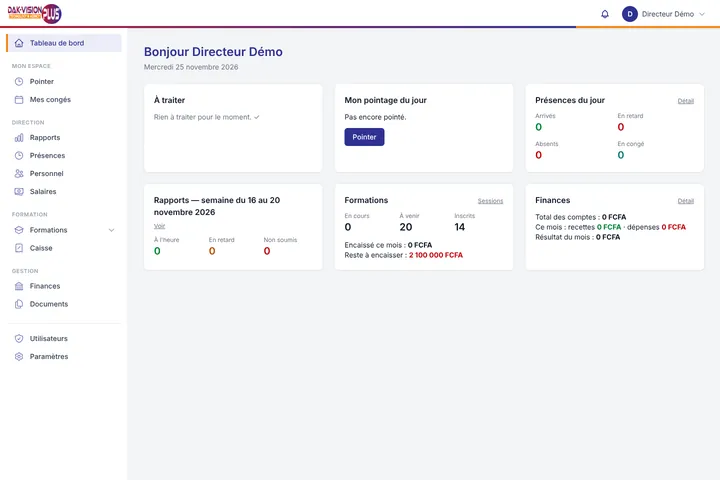 DAK-VISION PLUS
Directeur Démo
D
Tableau de bord
MON ESPACE
Pointer
Mes congés
DIRECTION
Rapports
Présences
Personnel
Salaires
FORMATION
Formations
Caisse
GESTION
Finances
Documents
Utilisateurs
Paramètres
Bonjour Directeur Démo
Mercredi 25 novembre 2026
À traiter
Rien à traiter pour le moment. ✓
Mon pointage du jour
Pas encore pointé.
Pointer
Présences du jour
Détail
Arrivés
En retard
0
0
Absents
En congé
0
0
Rapports — semaine du 16 au 20
novembre 2026
Voir
À l'heure
En retard
Non soumis
0
0
0
Formations
Sessions
En cours
À venir
Inscrits
0
20
14
Encaissé ce mois : 0 FCFA
Reste à encaisser : 2 100 000 FCFA
Finances
Détail
Total des comptes : 0 FCFA
Ce mois : recettes 0 FCFA · dépenses 0 FCFA
Résultat du mois : 0 FCFA